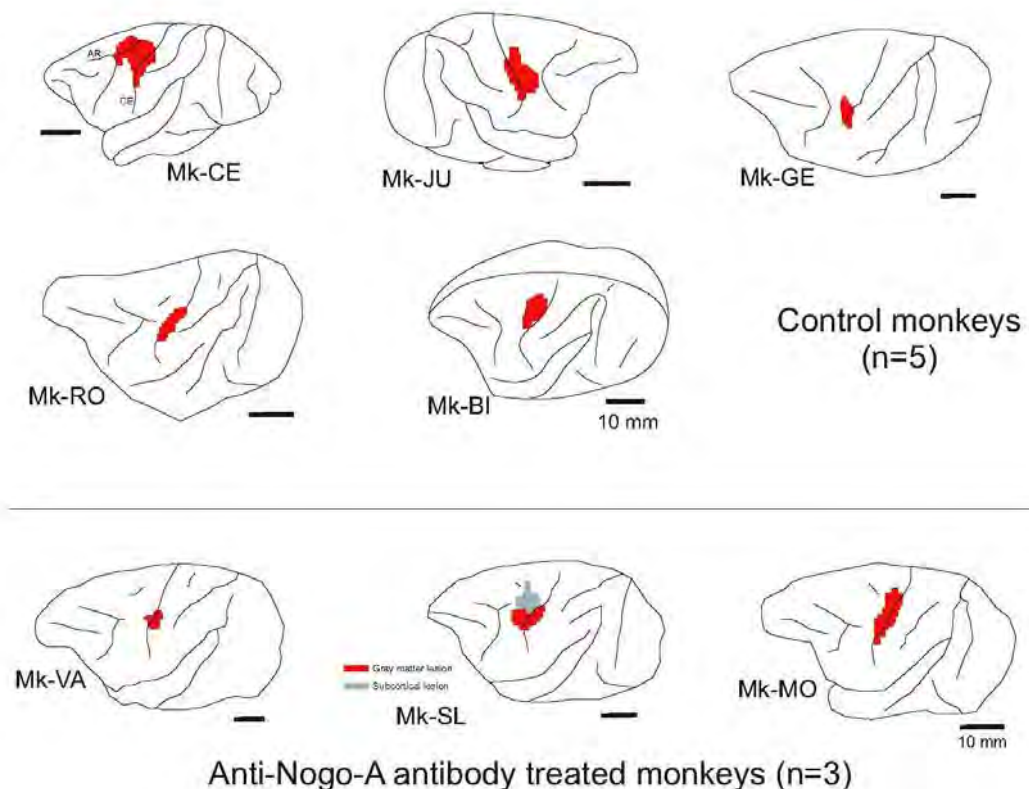 AR
CE
Mk-CE
Mk-JU
Mk-GE
Mk-RO
Mk-BI
10 mm
Control monkeys
(n=5)
Mk-VA
Gray matter lesion
Subcortical lesion
Mk-SL
Mk-MO
10 mm
Anti-Nogo-A antibody treated monkeys (n=3)